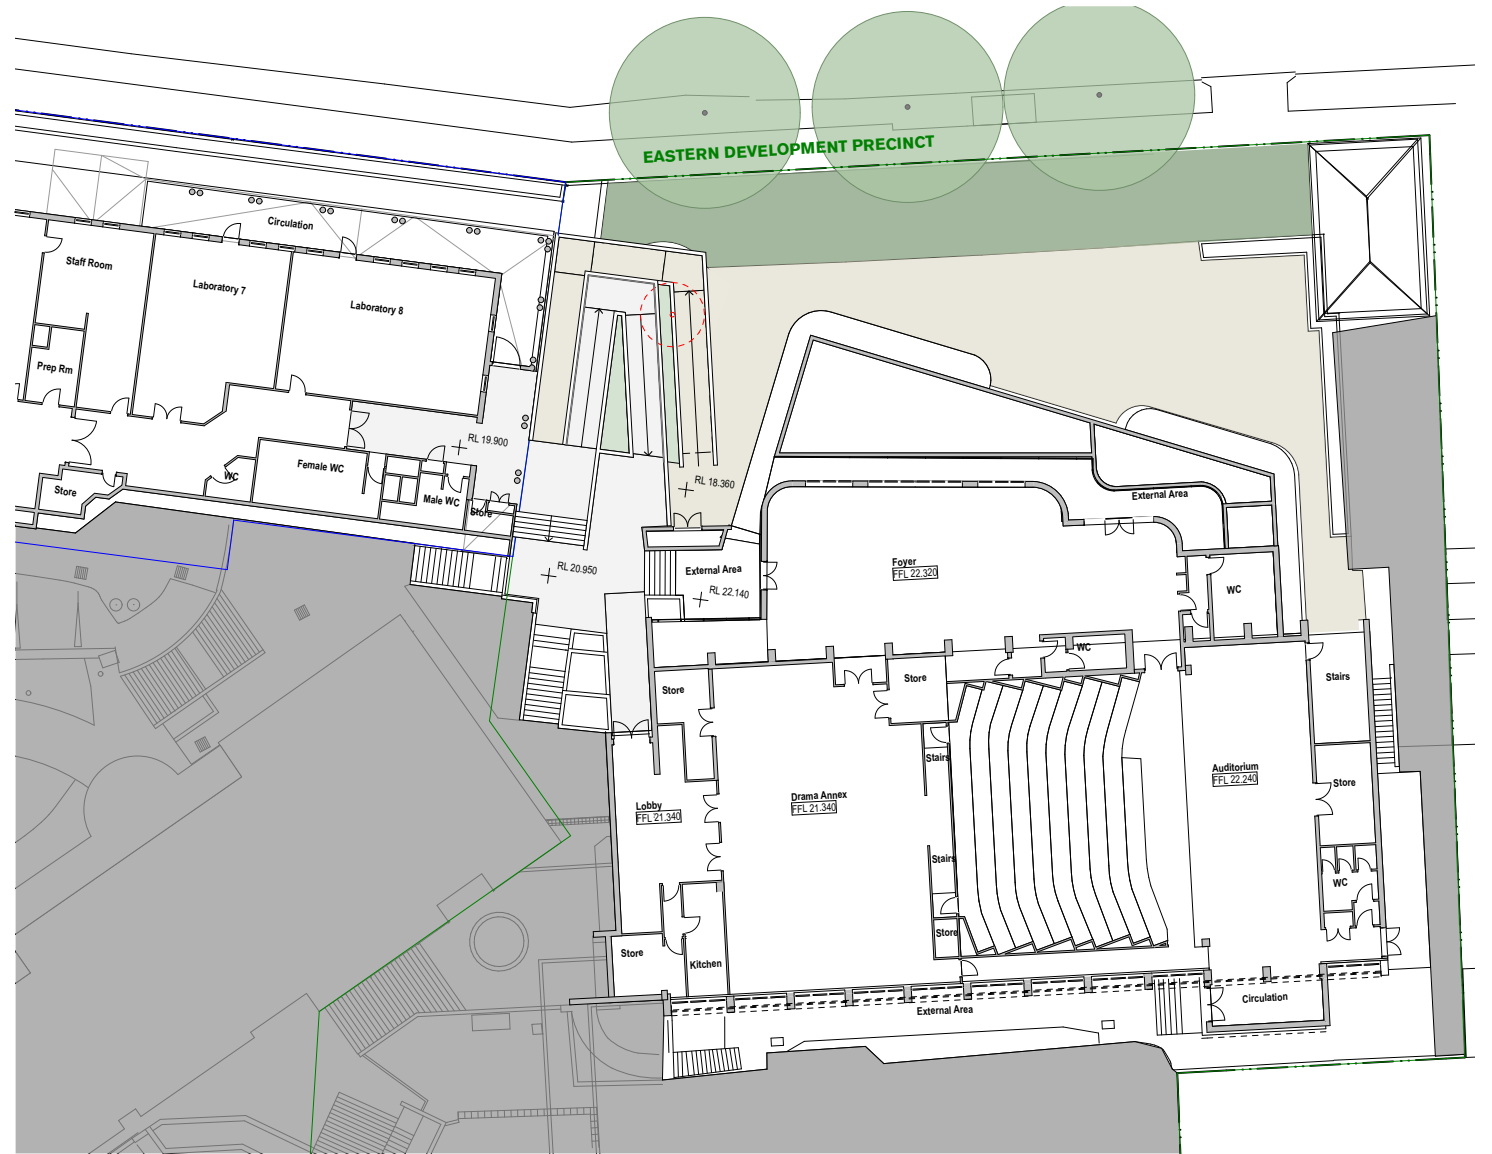 EASTERN DEVELOPMENT PRECINCT
Circulation
Staff Room
Laboratory 7
Laboratory 8
Prep Rm
RL 19.900
Female WC
WC
Male WC
Store
Store
RL 18.360
External Area
RL 20.950
External Area
RL 22.140
Foyer
FFL 22.320
WC
WC
Store
Store
Stairs
Stairs
Auditorium
FFL 22.240
Store
Drama Annex
FFL 21.340
Lobby
FFL 21.340
Stairs
WC
Store
Store
Kitchen
Circulation
External Area